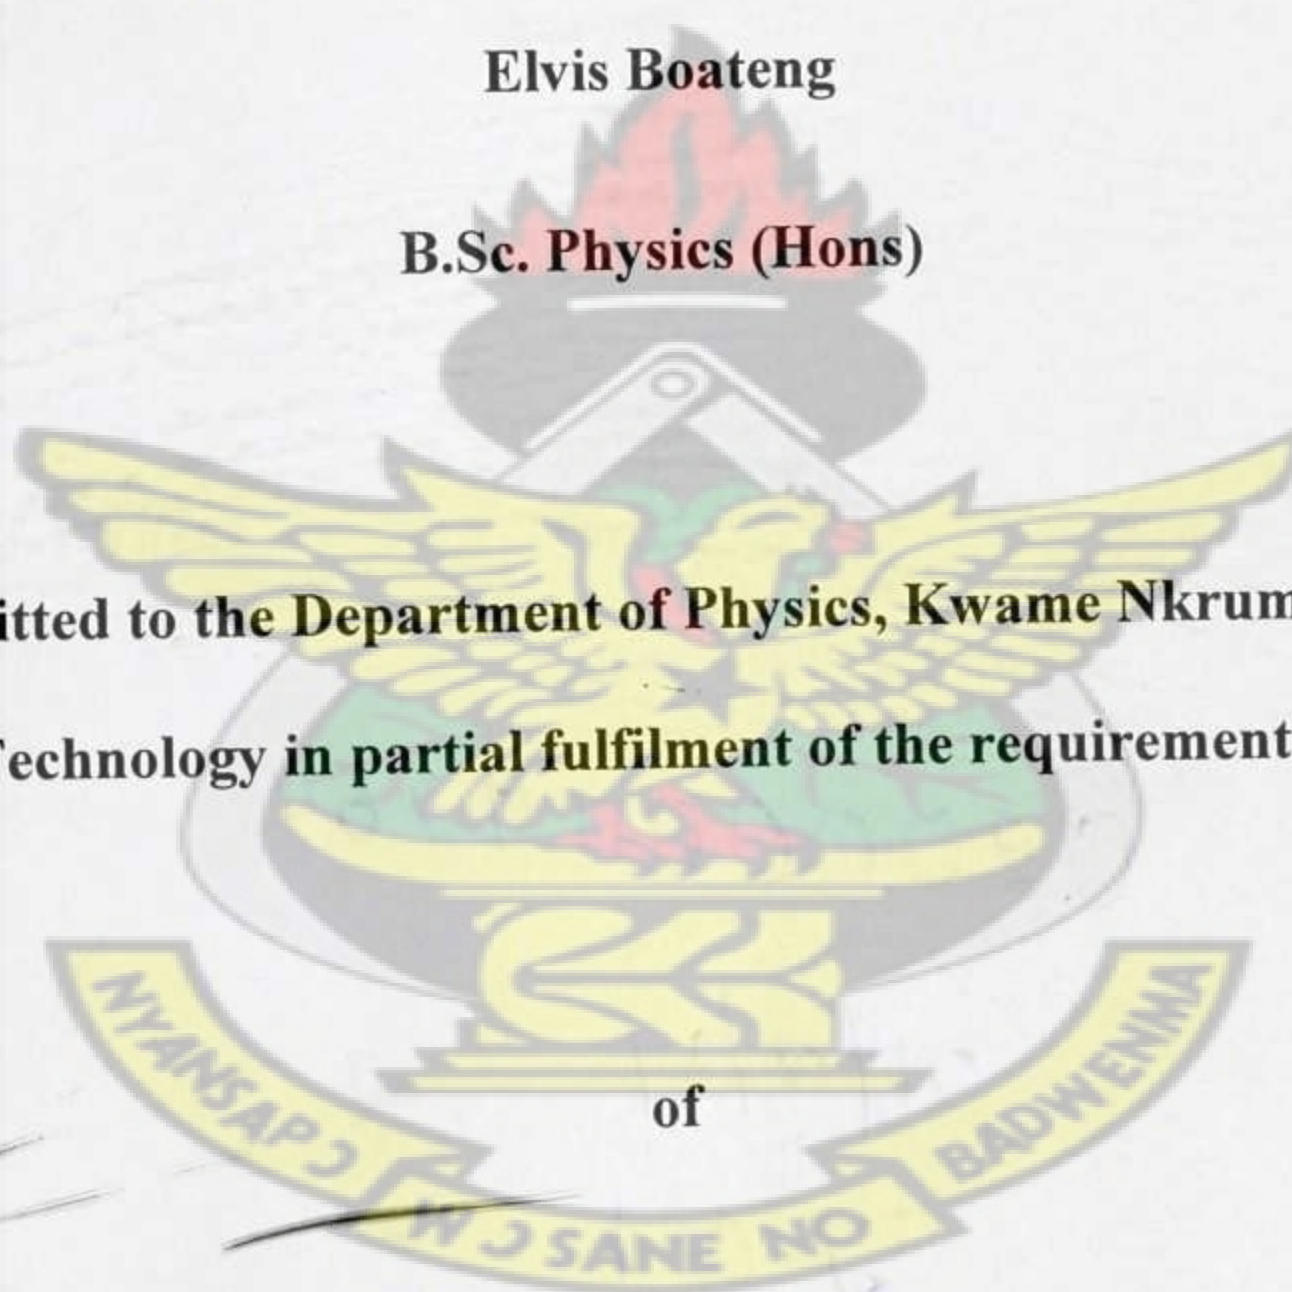 Elvis Boateng
B.Sc. Physics (Hons)
itted to the Department of Physics, Kwame Nkrum
echnology in partial fulfilment of the requirement
of
NYANSAPƆ
WƆSANE NO
BADWENMA